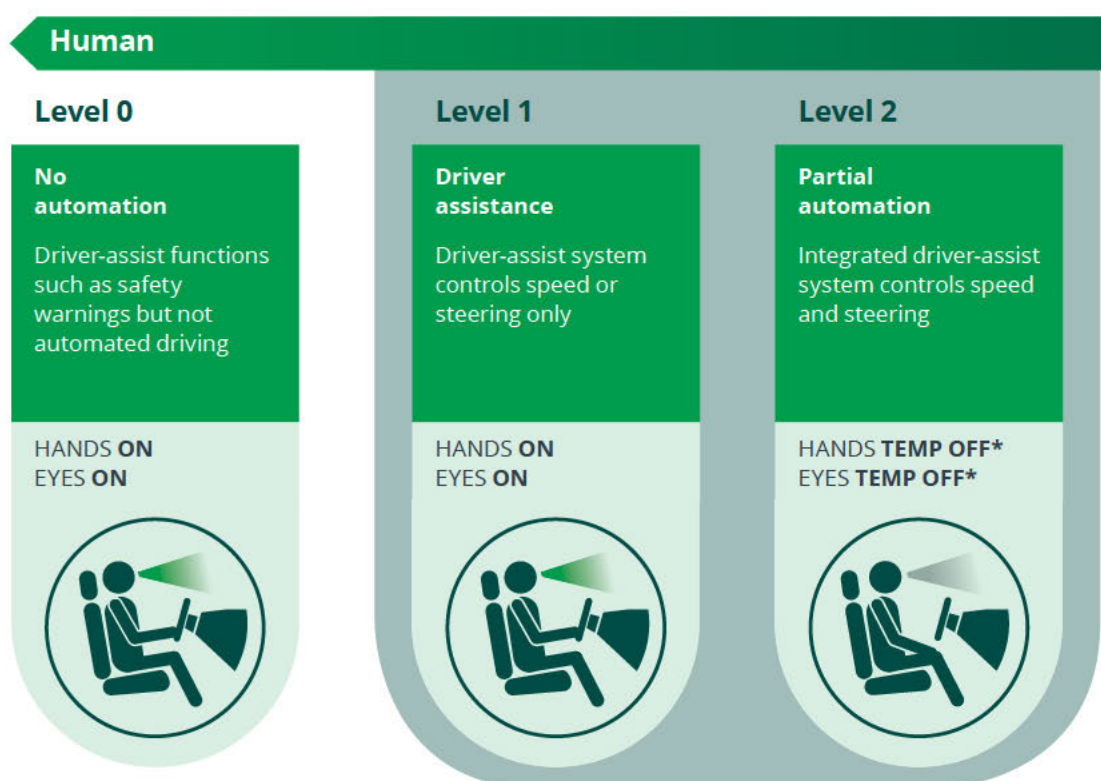 Human
Level 0
No
automation
Driver-assist functions
such as safety
warnings but not
automated driving
HANDS ON
EYES ON
Level 1
Driver
assistance
Driver-assist system
controls speed or
steering only
HANDS ON
EYES ON
Level 2
Partial
automation
Integrated driver-assist
system controls speed
and steering
HANDS TEMP OFF*
EYES TEMP OFF*